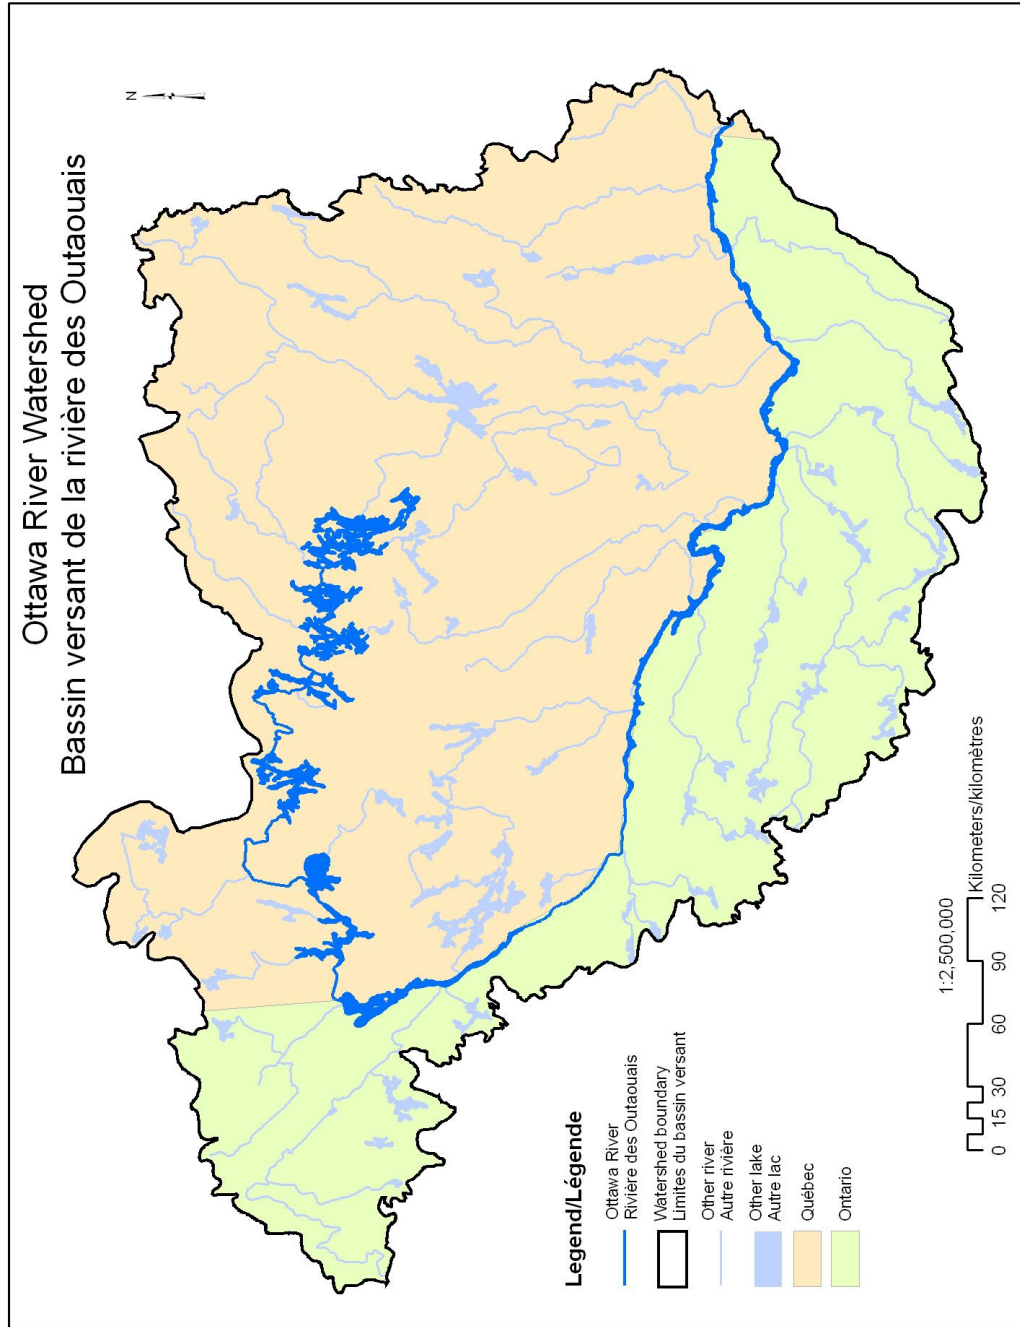 Ottawa River Watershed
Bassin versant de la rivière des Outaouais
N
Legend/Légende
Ottawa River
Rivière des Outaouais
Watershed boundary
Limites du bassin versant
Other river
Autre rivière
Other lake
Autre lac
Québec
Ontario
1:2,500,000
0 15 30 60 90 120
Kilometers/kilomètres